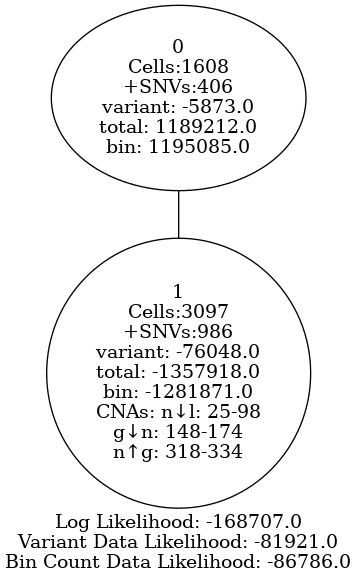 0
Cells:1608
+SNVs:406
variant: -5873.0
total: 1189212.0
bin: 1195085.0
1
Cells:3097
+SNVs:986
variant: -76048.0
total: -1357918.0
bin: -1281871.0
CNAs: n↓l: 25-98
g↓n: 148-174
n↑g: 318-334
Log Likelihood: -168707.0
Variant Data Likelihood: -81921.0
Bin Count Data Likelihood: -86786.0